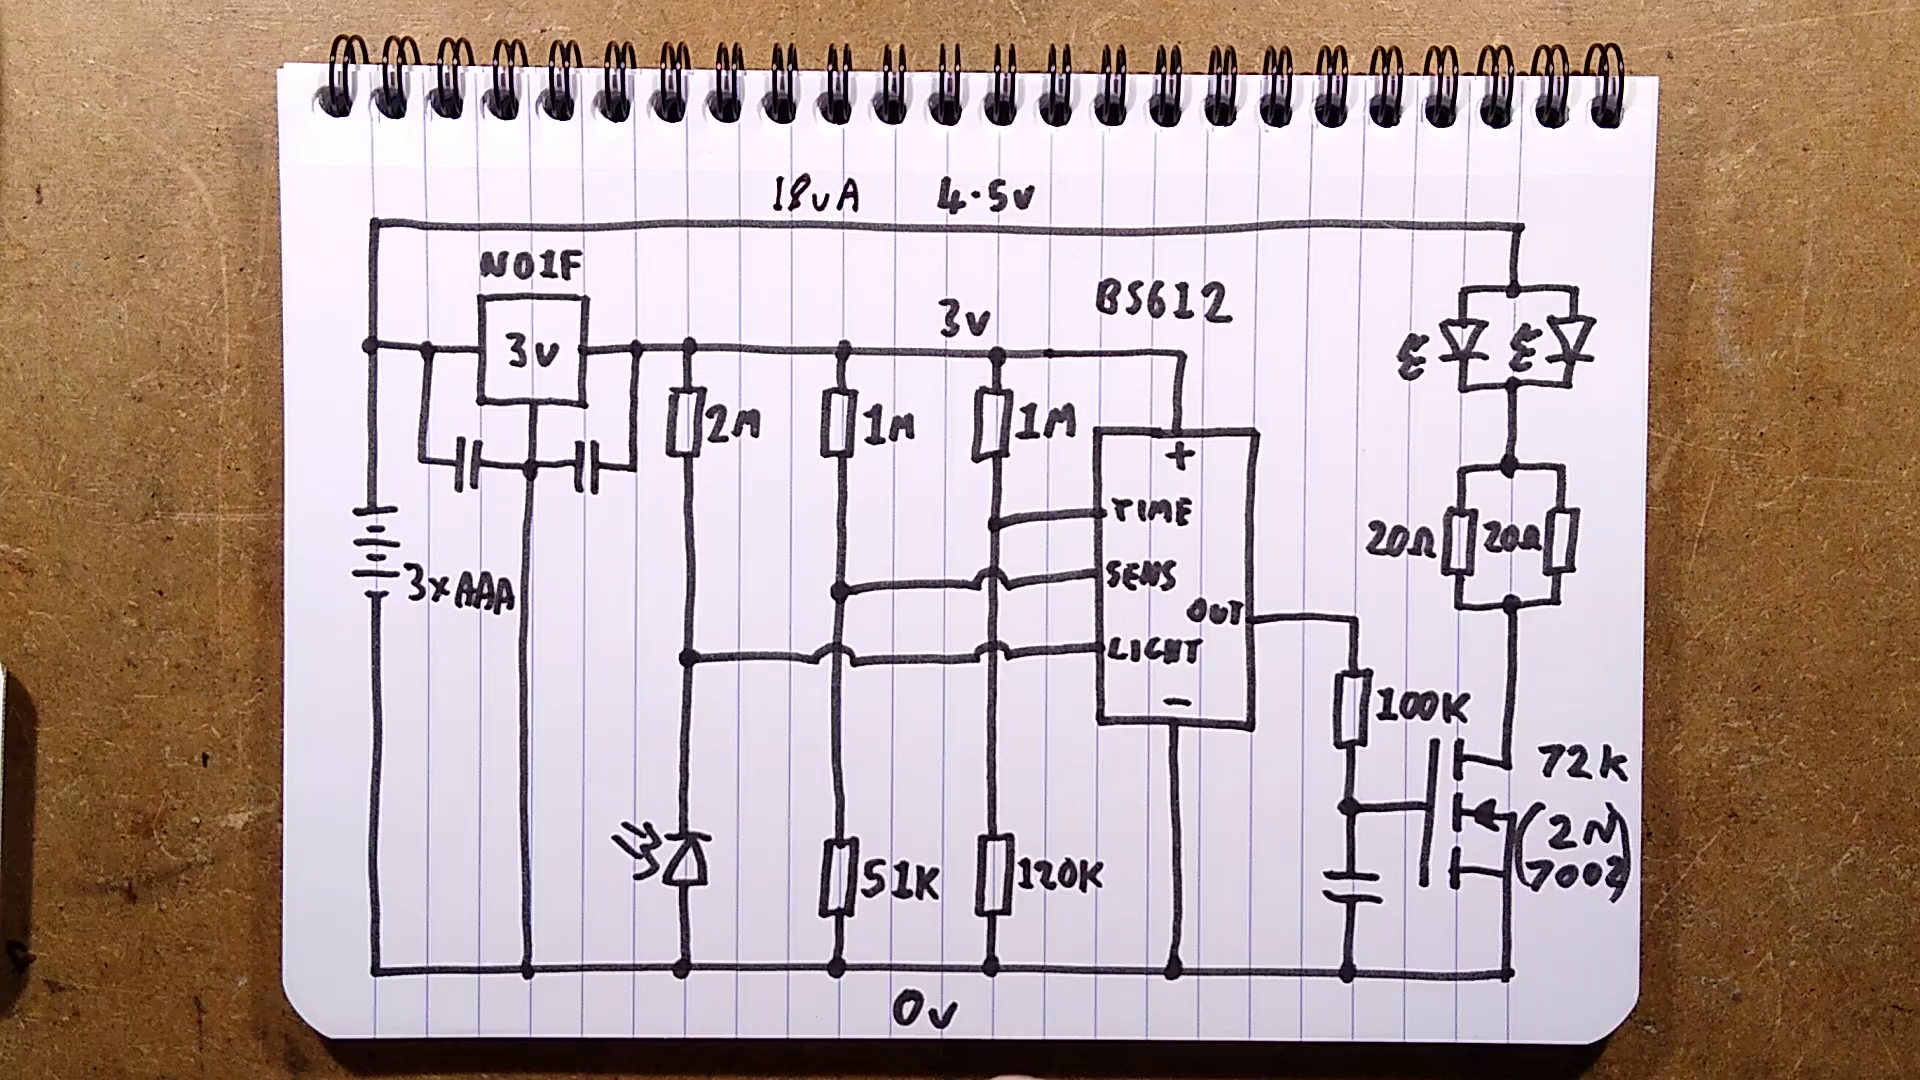 18uA 4.5v
N01F
BS612
3v
3v
2M
1M
1M
+
TIME
20Ω
20Ω
SENS
3xAAA
OUT
LIGHT
-
100K
72K
(2N
7002)
51K
120K
0v